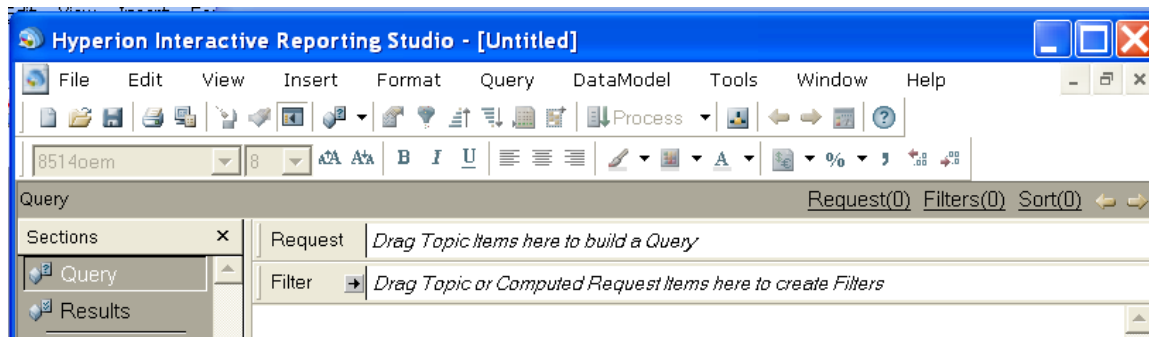 Hyperion Interactive Reporting Studio - [Untitled]
File Edit View Insert Format Query DataModel Tools Window Help
Process
8514oem 8 B I U A %
Query Request(0) Filters(0) Sort(0)
Sections × Request Drag Topic Items here to build a Query
Query Filter Drag Topic or Computed Request Items here to create Filters
Results